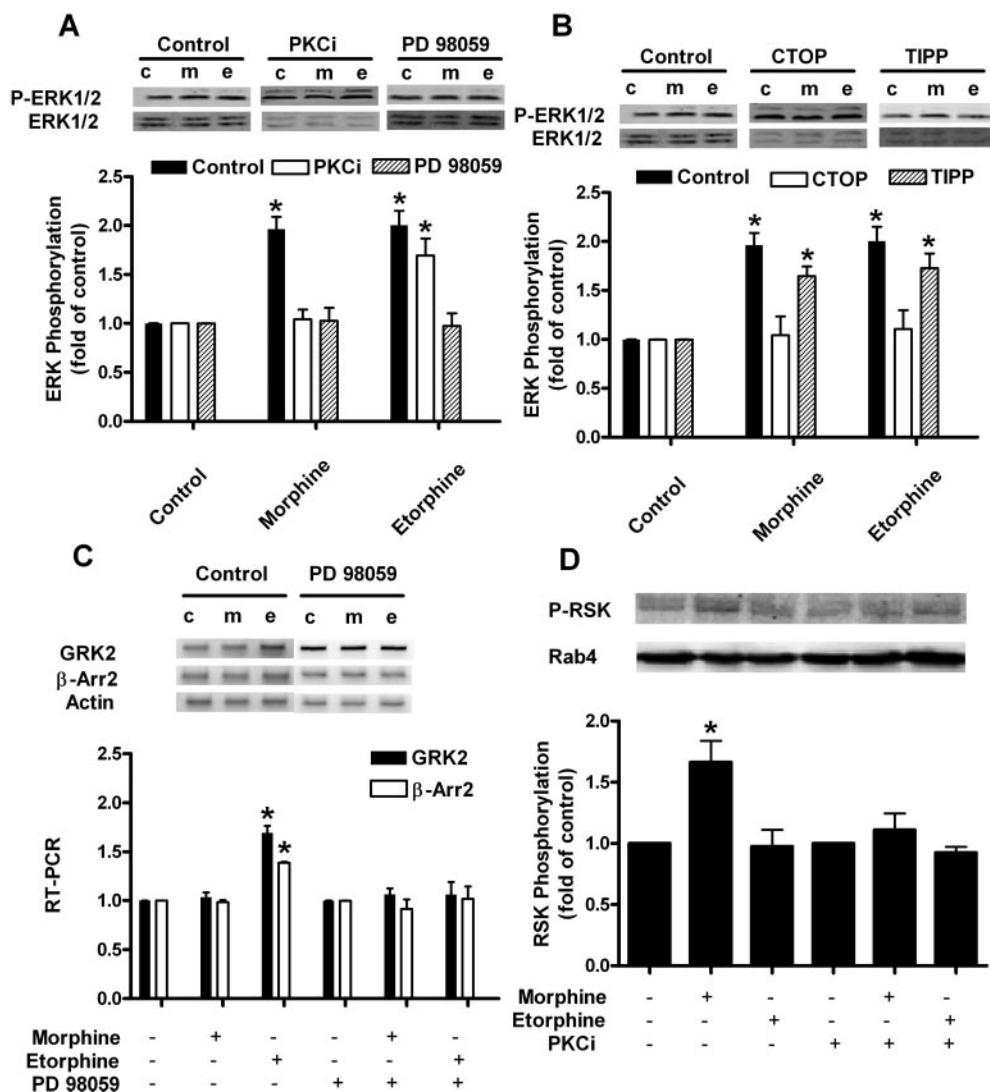 A
Control PKCi PD 98059
c m e c m e c m e
P-ERK1/2
ERK1/2
Control PKCi PD 98059
ERK Phosphorylation
(fold of control)
2.5
2.0
1.5
1.0
0.5
0.0
* * *
Control Morphine Etorphine
B
Control CTOP TIPP
c m e c m e c m e
P-ERK1/2
ERK1/2
Control CTOP TIPP
ERK Phosphorylation
(fold of control)
2.5
2.0
1.5
1.0
0.5
0.0
* * * *
Control Morphine Etorphine
C
Control PD 98059
c m e c m e
GRK2
β-Arr2
Actin
GRK2
β-Arr2
RT-PCR
2.5
2.0
1.5
1.0
0.5
0.0
* *
Morphine - + - - + -
Etorphine - - + - - +
PD 98059 - - - + + +
D
P-RSK
Rab4
RSK Phosphorylation
(fold of control)
2.0
1.5
1.0
0.5
0.0
*
Morphine - + - - + -
Etorphine - - + - - +
PKCi - - - + + +